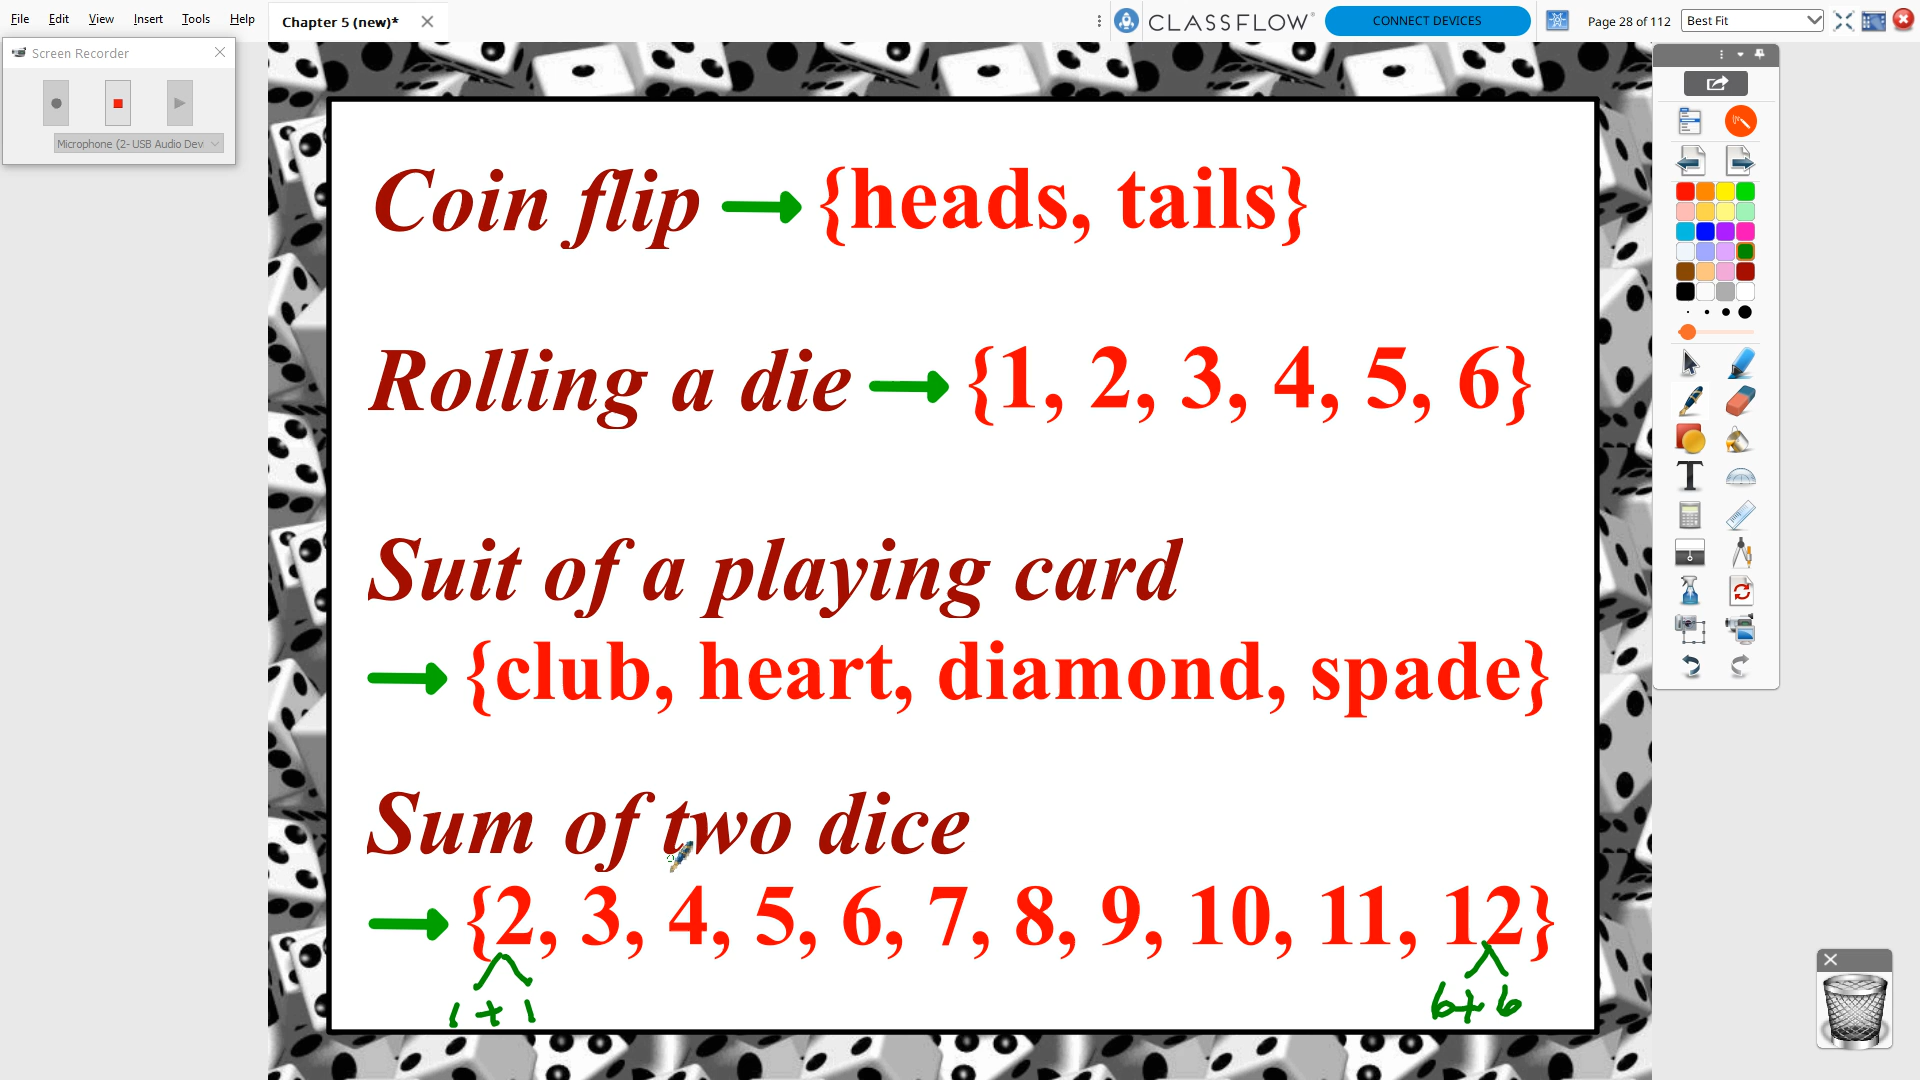 File Edit View Insert Tools Help
Chapter 5 (new)*
CLASSFLOW
CONNECT DEVICES
Page 28 of 112
Best Fit
Screen Recorder
Microphone (2- USB Audio Dev
Coin flip → {heads, tails}
Rolling a die → {1, 2, 3, 4, 5, 6}
Suit of a playing card
→ {club, heart, diamond, spade}
Sum of two dice
→ {2, 3, 4, 5, 6, 7, 8, 9, 10, 11, 12}
1 + 1
6 + 6